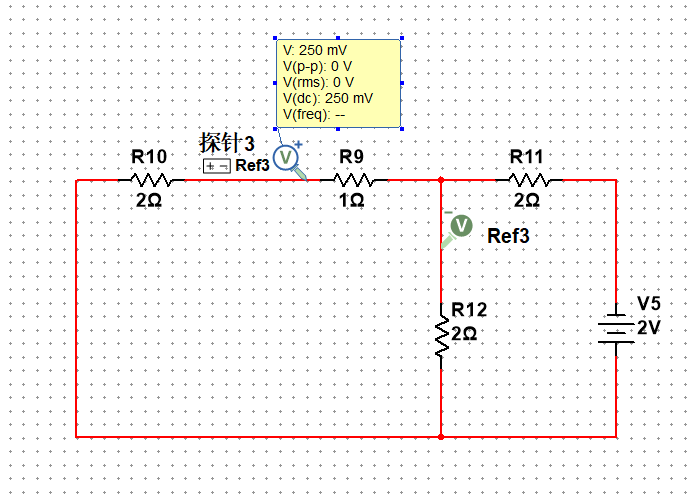 V: 250 mV
V(p-p): 0 V
V(rms): 0 V
V(dc): 250 mV
V(freq): --
探针3
R10
+ - Ref3
V
+
R9
R11
2Ω
1Ω
2Ω
-
V
Ref3
R12
2Ω
V5
2V